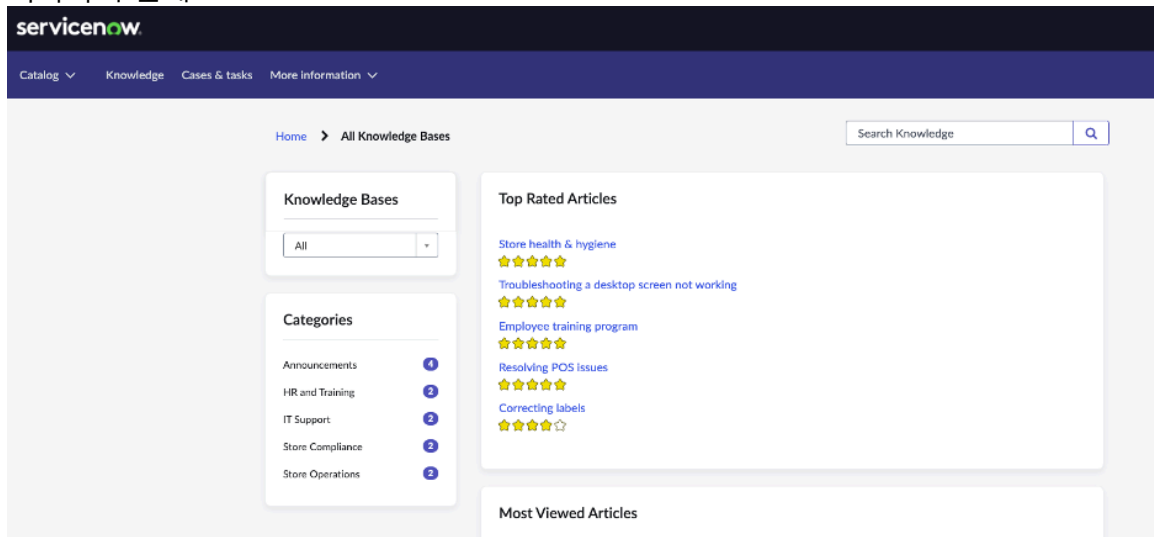 servicenow.
Catalog
Knowledge
Cases & tasks
More information
Home
All Knowledge Bases
Search Knowledge
Knowledge Bases
All
Categories
Announcements 4
HR and Training 2
IT Support 2
Store Compliance 2
Store Operations 2
Top Rated Articles
Store health & hygiene
Troubleshooting a desktop screen not working
Employee training program
Resolving POS issues
Correcting labels
Most Viewed Articles